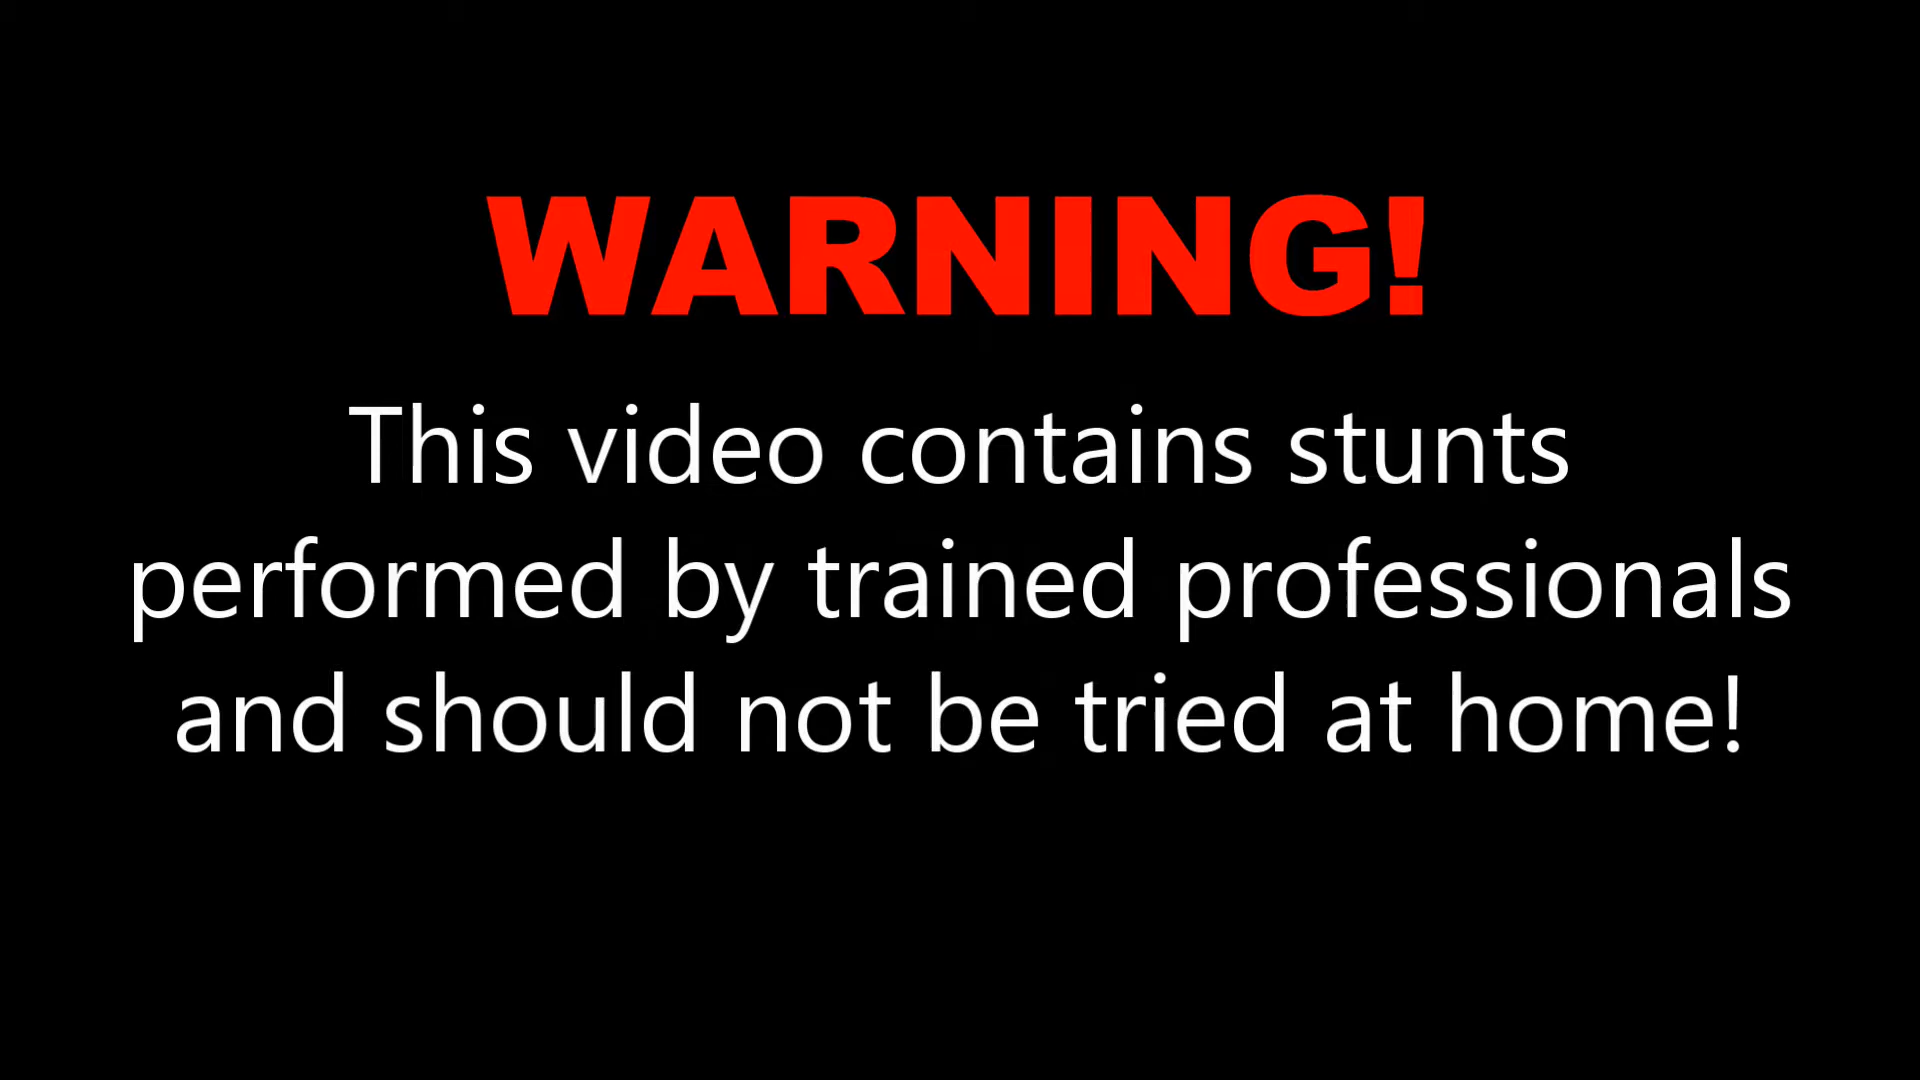 WARNING!
This video contains stunts
performed by trained professionals
and should not be tried at home!